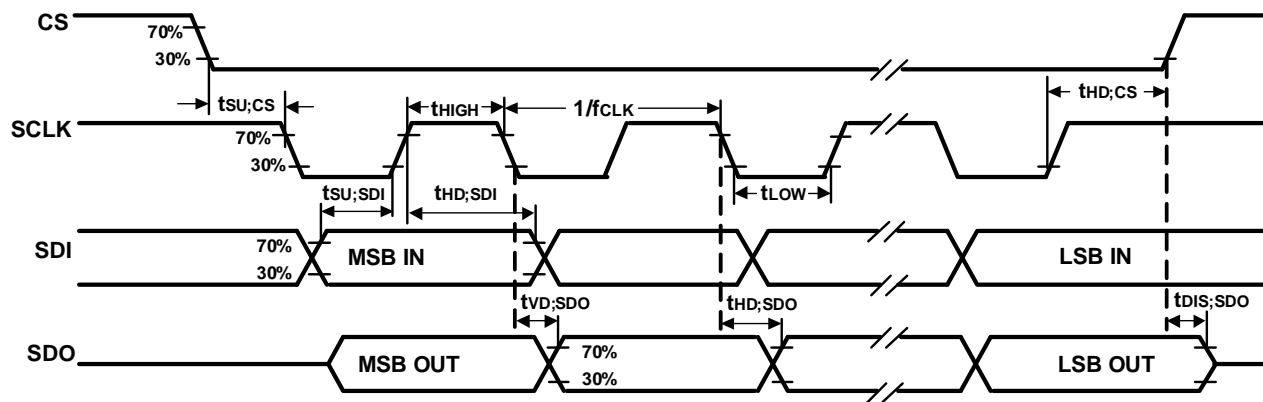 CS
70%
30%
tSU;CS
tHIGH
1/fCLK
tHD;CS
SCLK
70%
30%
tSU;SDI
tHD;SDI
tLOW
SDI
70%
30%
MSB IN
LSB IN
tVD;SDO
tHD;SDO
tDIS;SDO
SDO
MSB OUT
70%
30%
LSB OUT